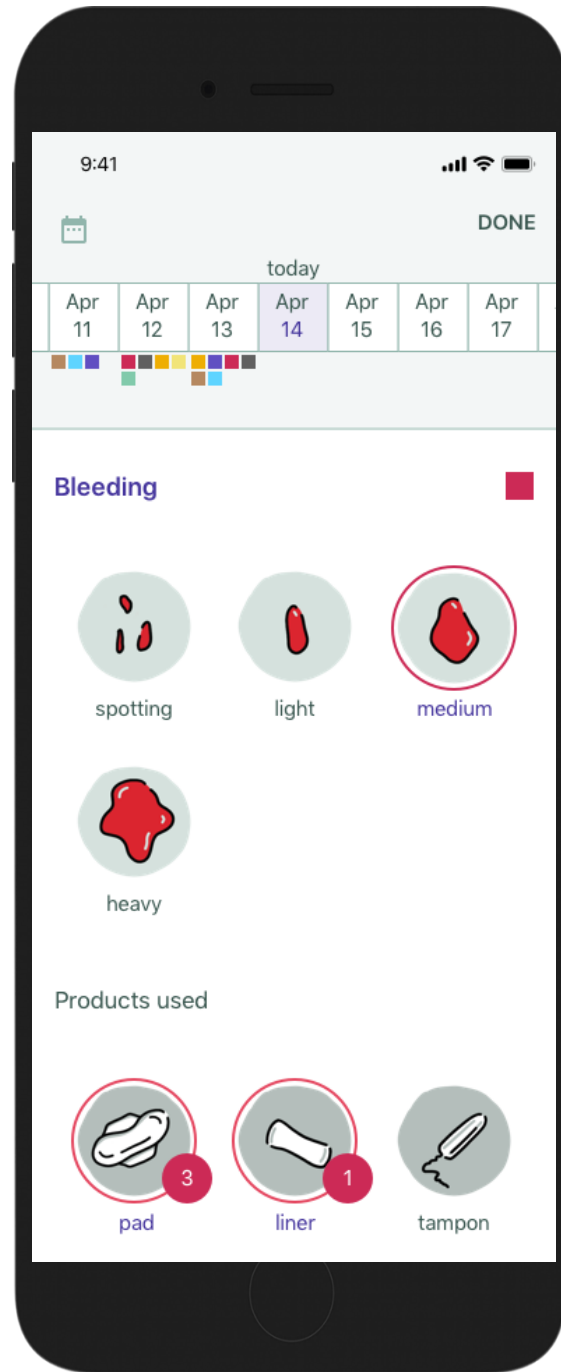 9:41
DONE
today
Apr Apr Apr Apr Apr Apr Apr
11 12 13 14 15 16 17
Bleeding
spotting light medium
heavy
Products used
3 1
pad liner tampon